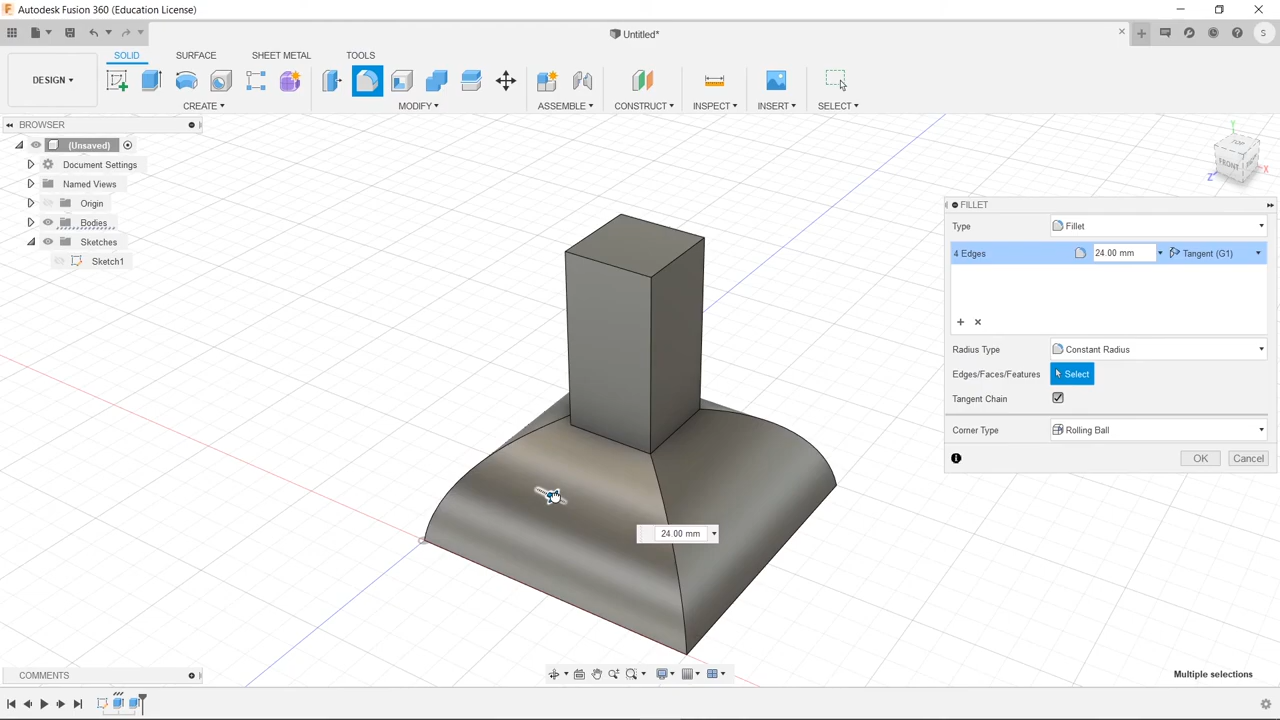 Autodesk Fusion 360 (Education License)
Untitled*
S
SOLID SURFACE SHEET METAL TOOLS
DESIGN
CREATE MODIFY ASSEMBLE CONSTRUCT INSPECT INSERT SELECT
BROWSER
(Unsaved)
Document Settings
Named Views
Origin
Bodies
Sketches
Sketch1
Y
TOP
FRONT
Z
X
FILLET
Type Fillet
4 Edges 24.00 mm Tangent (G1)
Radius Type Constant Radius
Edges/Faces/Features Select
Tangent Chain
Corner Type Rolling Ball
OK Cancel
24.00 mm
COMMENTS
Multiple selections